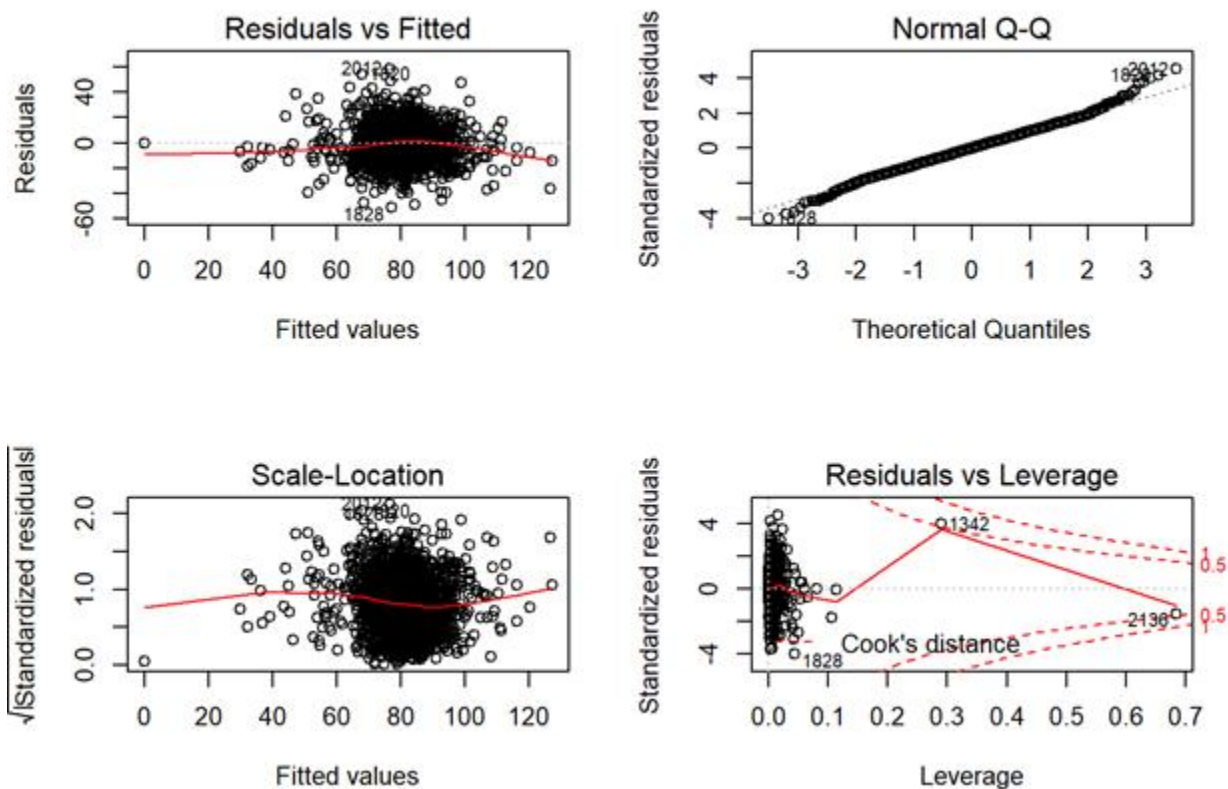 Residuals vs Fitted
Residuals
40
0
-60
2012
1820
1828
0 20 40 60 80 100 120
Fitted values
Normal Q-Q
Standardized residuals
4
2
0
-4
2012
1828
-3 -2 -1 0 1 2 3
Theoretical Quantiles
Scale-Location
√|Standardized residuals|
2.0
1.0
0.0
2012
0 20 40 60 80 100 120
Fitted values
Residuals vs Leverage
Standardized residuals
4
0
-4
1342
2136
1828
Cook's distance
1
0.5
0.5
1
0.0 0.1 0.2 0.3 0.4 0.5 0.6 0.7
Leverage